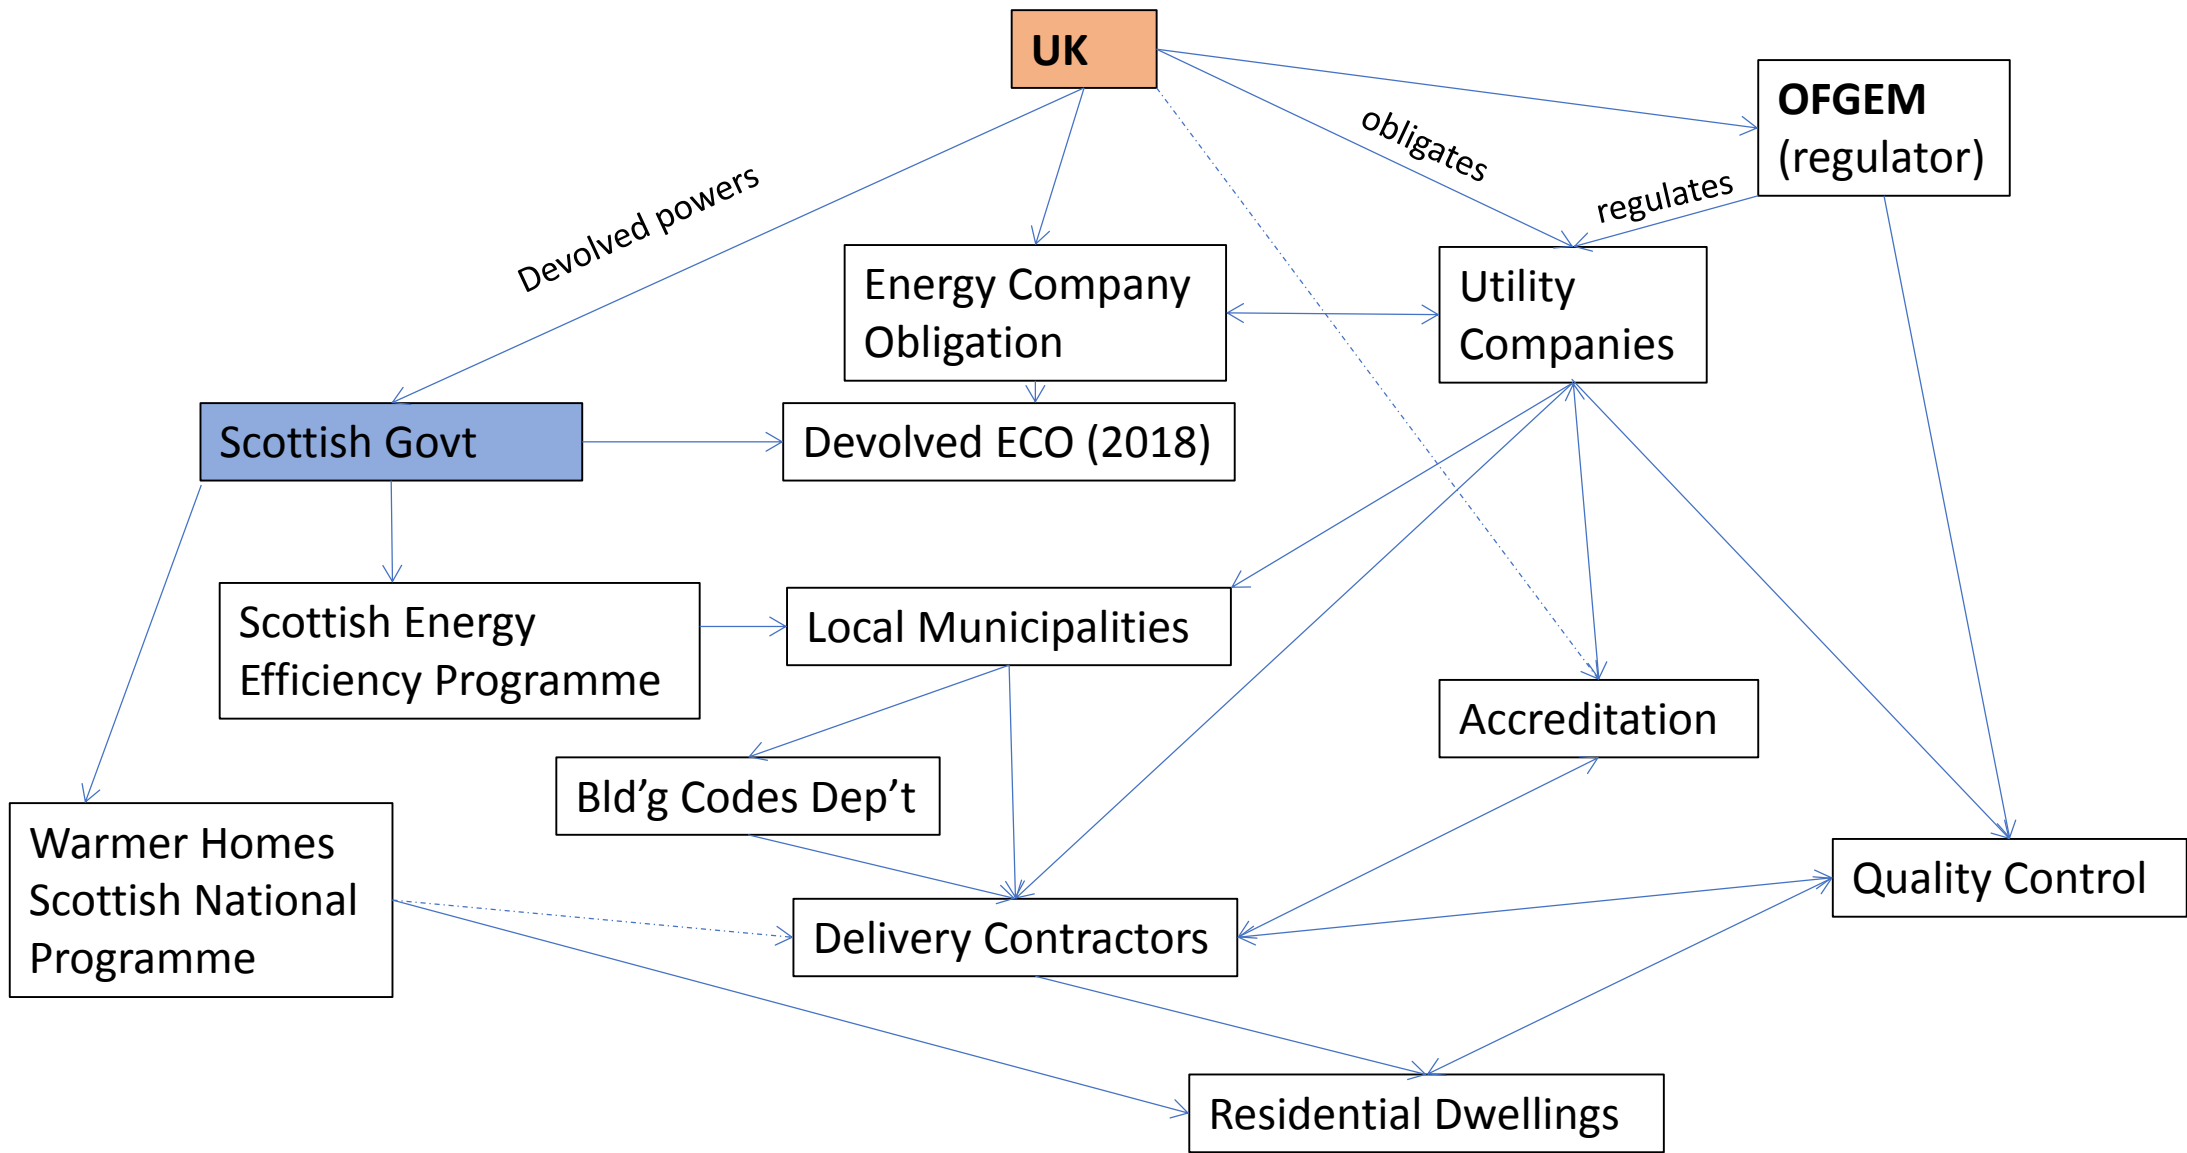 UK
OFGEM
(regulator)
obligates
regulates
Devolved powers
Energy Company
Obligation
Utility
Companies
Scottish Govt
Devolved ECO (2018)
Scottish Energy
Efficiency Programme
Local Municipalities
Accreditation
Bld’g Codes Dep’t
Warmer Homes
Scottish National
Programme
Quality Control
Delivery Contractors
Residential Dwellings